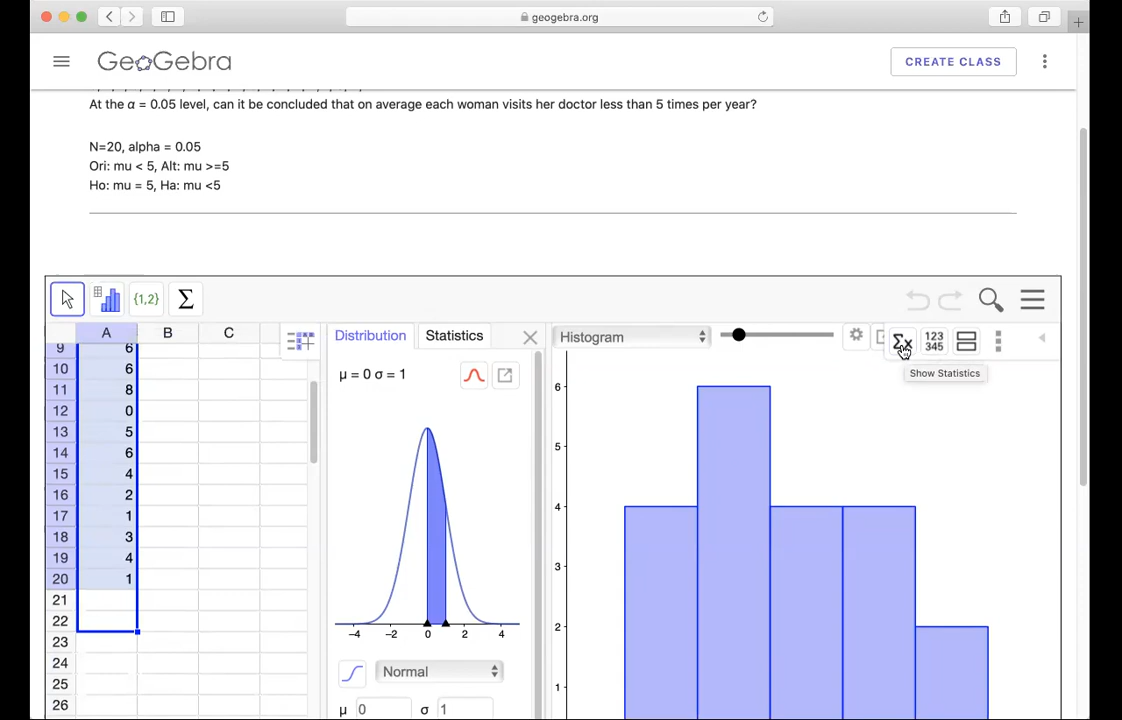 geogebra.org
GeoGebra
CREATE CLASS
At the α = 0.05 level, can it be concluded that on average each woman visits her doctor less than 5 times per year?
N=20, alpha = 0.05
Ori: mu < 5, Alt: mu >=5
Ho: mu = 5, Ha: mu <5
{1,2} Σ
A B C
Distribution Statistics
Histogram
Σx 123 345
Show Statistics
9 6
10 6
11 8
12 0
13 5
14 6
15 4
16 2
17 1
18 3
19 4
20 1
21
22
23
24
25
26
μ = 0 σ = 1
−4 −2 0 2 4
Normal
μ 0 σ 1
6
5
4
3
2
1